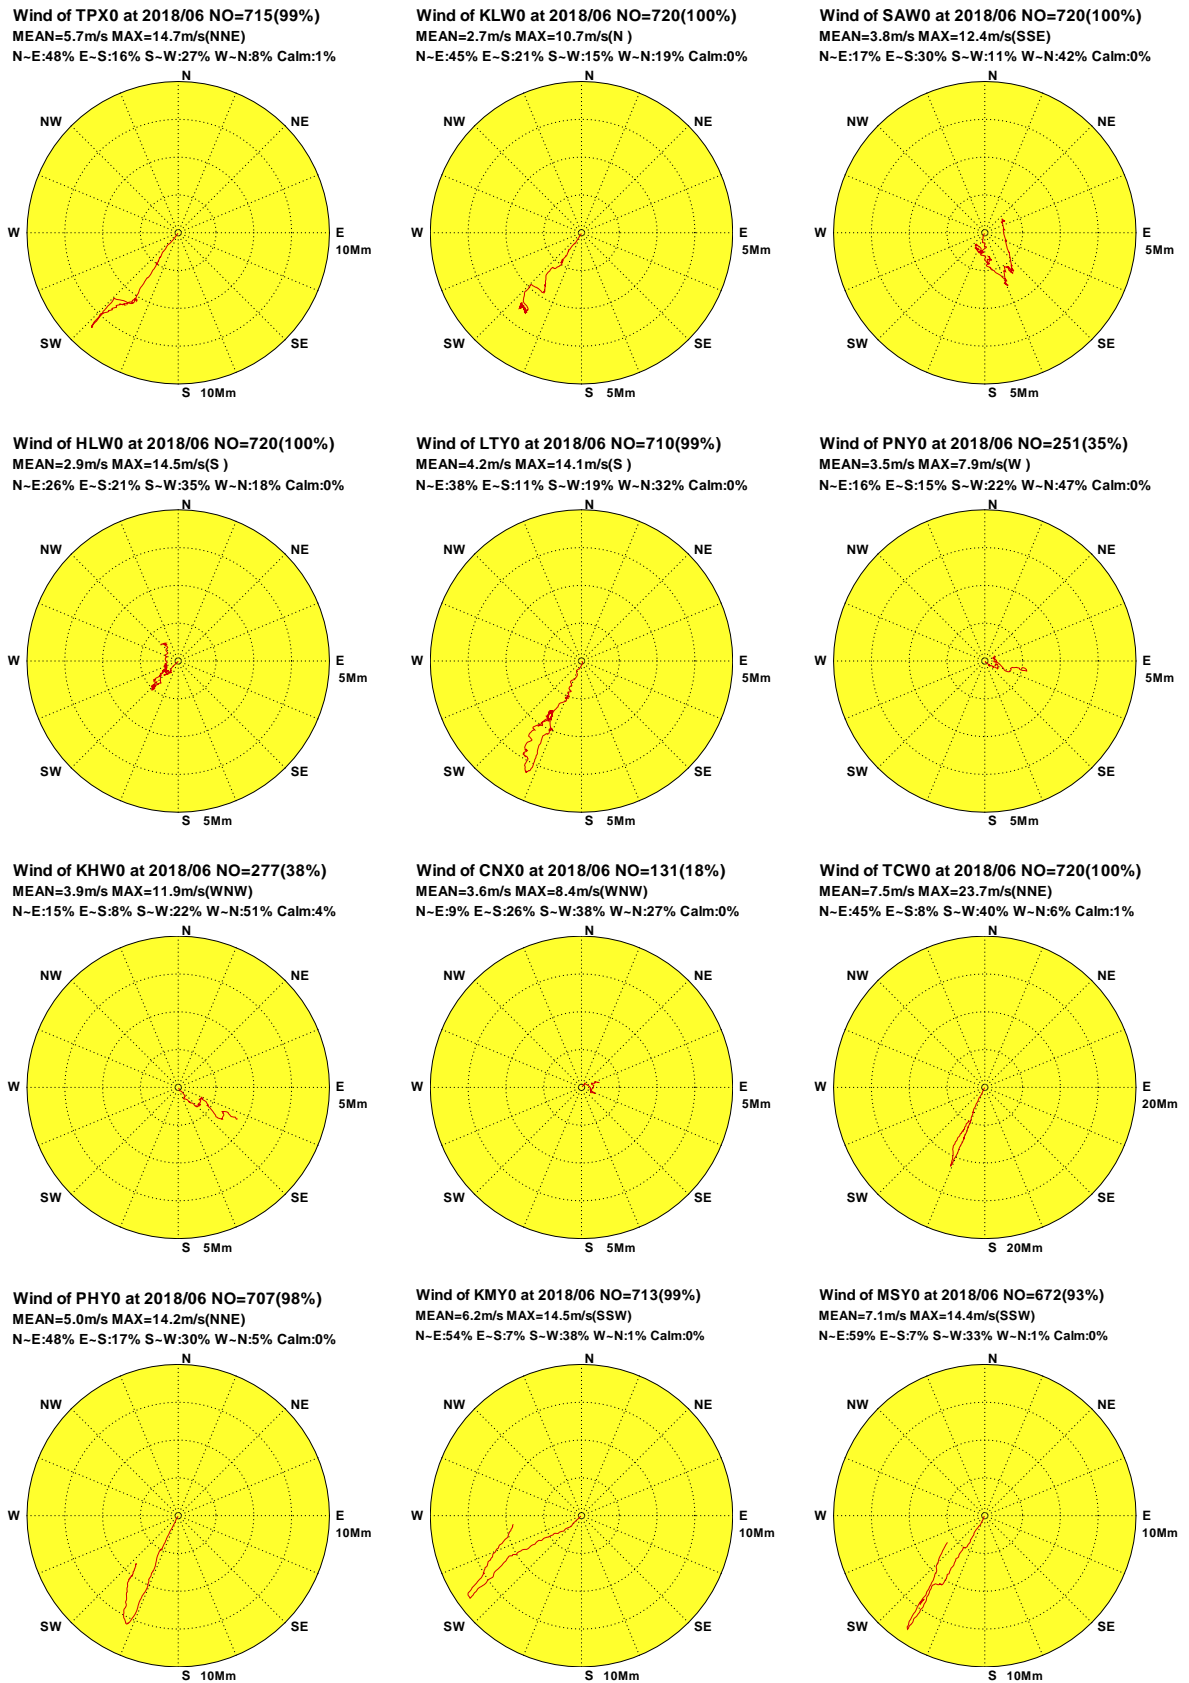 Wind of TPX0 at 2018/06 NO=715(99%)
MEAN=5.7m/s MAX=14.7m/s(NNE)
N~E:48% E~S:16% S~W:27% W~N:8% Calm:1%
N
NW
NE
W
E
10Mm
SW
SE
S 10Mm
Wind of KLW0 at 2018/06 NO=720(100%)
MEAN=2.7m/s MAX=10.7m/s(N )
N~E:45% E~S:21% S~W:15% W~N:19% Calm:0%
N
NW
NE
W
E
5Mm
SW
SE
S 5Mm
Wind of SAW0 at 2018/06 NO=720(100%)
MEAN=3.8m/s MAX=12.4m/s(SSE)
N~E:17% E~S:30% S~W:11% W~N:42% Calm:0%
N
NW
NE
W
E
5Mm
SW
SE
S 5Mm
Wind of HLW0 at 2018/06 NO=720(100%)
MEAN=2.9m/s MAX=14.5m/s(S )
N~E:26% E~S:21% S~W:35% W~N:18% Calm:0%
N
NW
NE
W
E
5Mm
SW
SE
S 5Mm
Wind of LTY0 at 2018/06 NO=710(99%)
MEAN=4.2m/s MAX=14.1m/s(S )
N~E:38% E~S:11% S~W:19% W~N:32% Calm:0%
N
NW
NE
W
E
5Mm
SW
SE
S 5Mm
Wind of PNY0 at 2018/06 NO=251(35%)
MEAN=3.5m/s MAX=7.9m/s(W )
N~E:16% E~S:15% S~W:22% W~N:47% Calm:0%
N
NW
NE
W
E
5Mm
SW
SE
S 5Mm
Wind of KHW0 at 2018/06 NO=277(38%)
MEAN=3.9m/s MAX=11.9m/s(WNW)
N~E:15% E~S:8% S~W:22% W~N:51% Calm:4%
N
NW
NE
W
E
5Mm
SW
SE
S 5Mm
Wind of CNX0 at 2018/06 NO=131(18%)
MEAN=3.6m/s MAX=8.4m/s(WNW)
N~E:9% E~S:26% S~W:38% W~N:27% Calm:0%
N
NW
NE
W
E
5Mm
SW
SE
S 5Mm
Wind of TCW0 at 2018/06 NO=720(100%)
MEAN=7.5m/s MAX=23.7m/s(NNE)
N~E:45% E~S:8% S~W:40% W~N:6% Calm:1%
N
NW
NE
W
E
20Mm
SW
SE
S 20Mm
Wind of PHY0 at 2018/06 NO=707(98%)
MEAN=5.0m/s MAX=14.2m/s(NNE)
N~E:48% E~S:17% S~W:30% W~N:5% Calm:0%
N
NW
NE
W
E
10Mm
SW
SE
S 10Mm
Wind of KMY0 at 2018/06 NO=713(99%)
MEAN=6.2m/s MAX=14.5m/s(SSW)
N~E:54% E~S:7% S~W:38% W~N:1% Calm:0%
N
NW
NE
W
E
10Mm
SW
SE
S 10Mm
Wind of MSY0 at 2018/06 NO=672(93%)
MEAN=7.1m/s MAX=14.4m/s(SSW)
N~E:59% E~S:7% S~W:33% W~N:1% Calm:0%
N
NW
NE
W
E
10Mm
SW
SE
S 10Mm